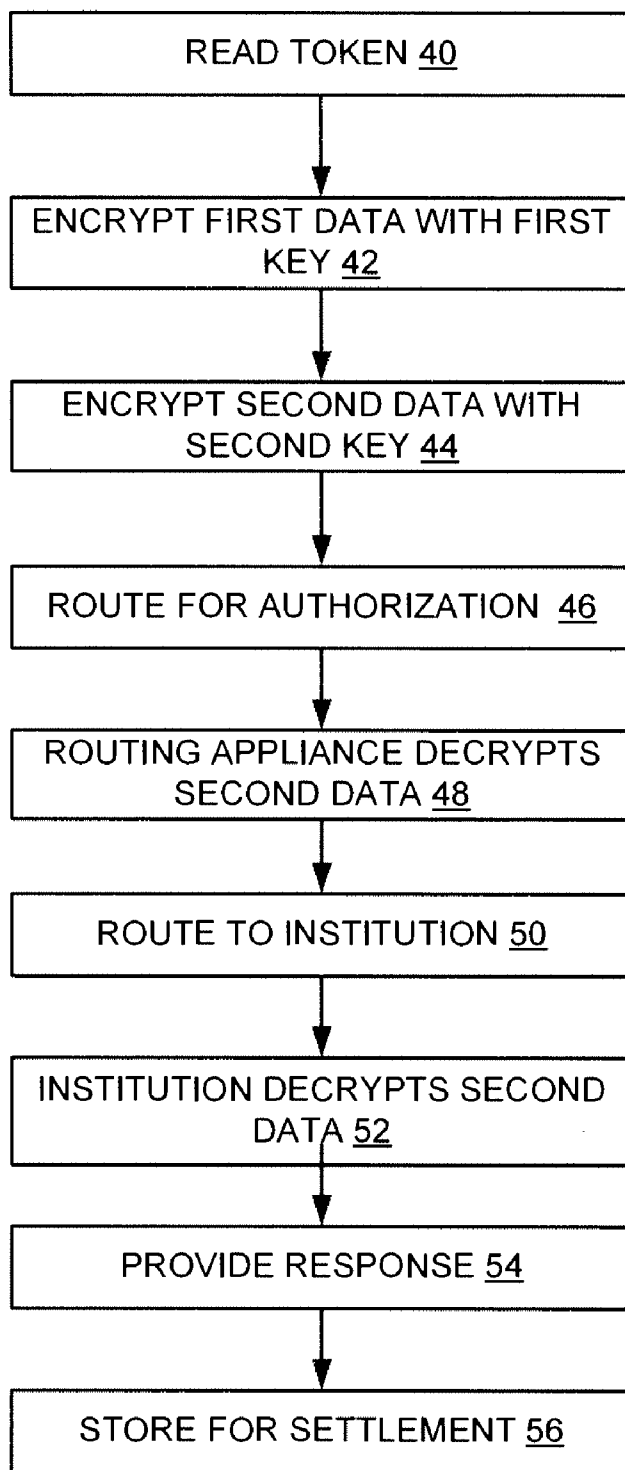 READ TOKEN 40
ENCRYPT FIRST DATA WITH FIRST
KEY 42
ENCRYPT SECOND DATA WITH
SECOND KEY 44
ROUTE FOR AUTHORIZATION 46
ROUTING APPLIANCE DECRYPTS
SECOND DATA 48
ROUTE TO INSTITUTION 50
INSTITUTION DECRYPTS SECOND
DATA 52
PROVIDE RESPONSE 54
STORE FOR SETTLEMENT 56